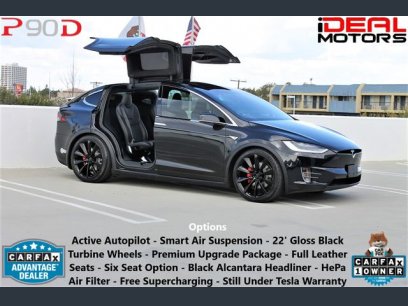 P90D
iDEAL
MOTORS
Options
Active Autopilot - Smart Air Suspension - 22' Gloss Black
Turbine Wheels - Premium Upgrade Package - Full Leather
Seats - Six Seat Option - Black Alcantara Headliner - HePa
Air Filter - Free Supercharging - Still Under Tesla Warranty
CARFAX
ADVANTAGE
DEALER
CARFAX
1 OWNER